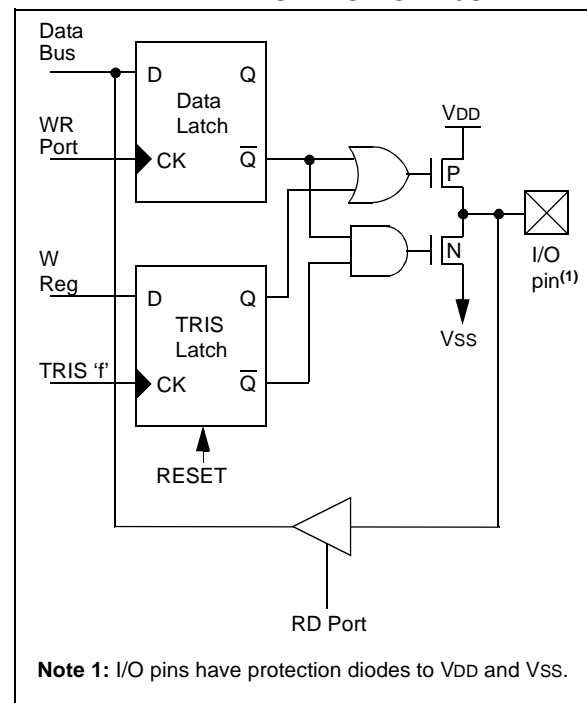 Data
Bus
D
Q
Data
Latch
WR
Port
CK
Q
VDD
P
N
I/O
pin(1)
VSS
W
Reg
D
Q
TRIS
Latch
TRIS ‘f’
CK
Q
RESET
RD Port
Note 1: I/O pins have protection diodes to VDD and VSS.